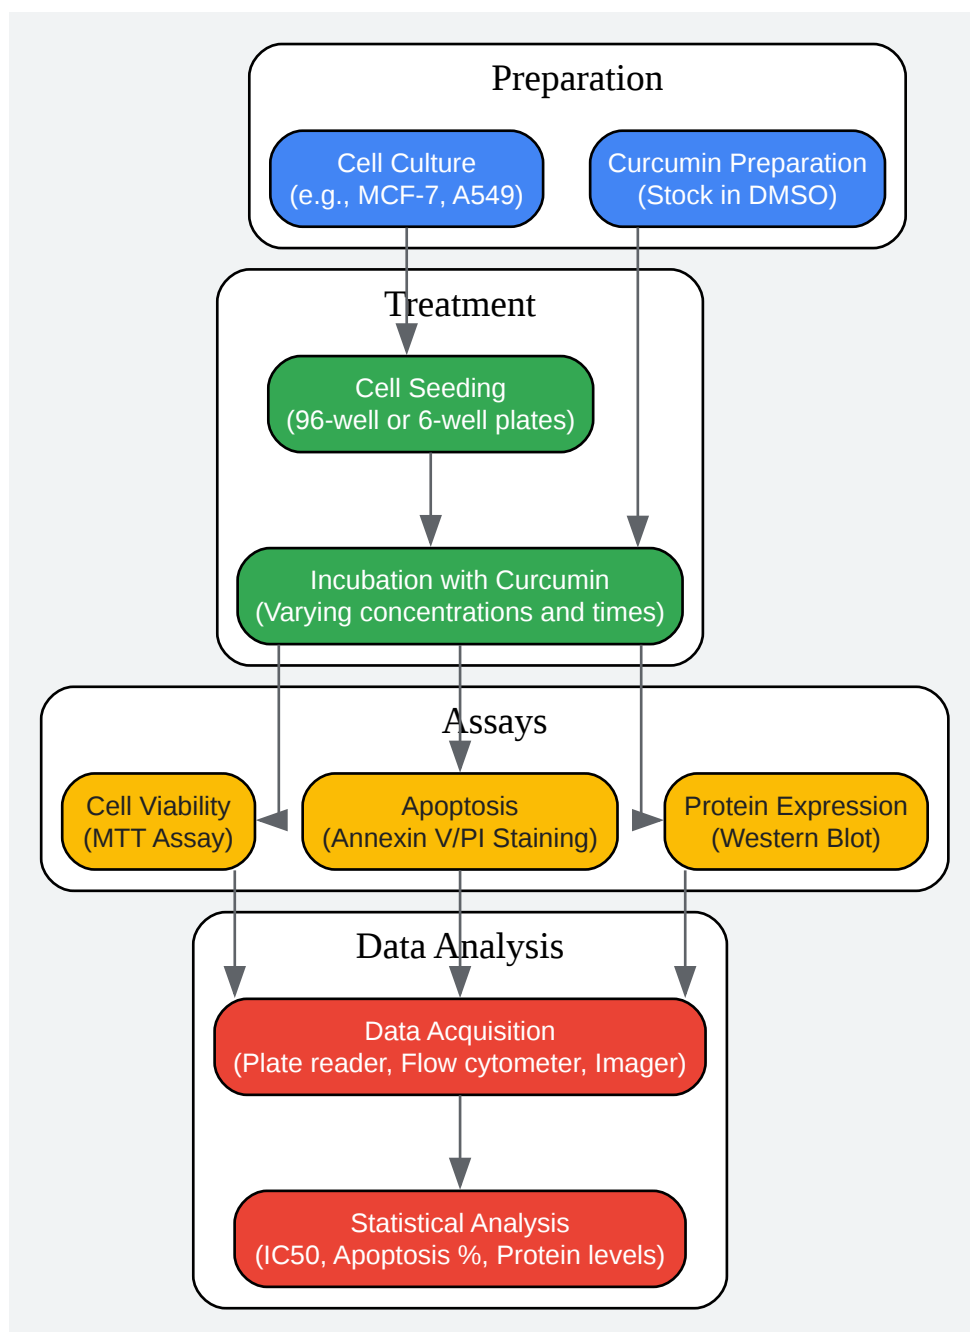 Preparation
Cell Culture
(e.g., MCF-7, A549)
Curcumin Preparation
(Stock in DMSO)
Treatment
Cell Seeding
(96-well or 6-well plates)
Incubation with Curcumin
(Varying concentrations and times)
Assays
Cell Viability
(MTT Assay)
Apoptosis
(Annexin V/PI Staining)
Protein Expression
(Western Blot)
Data Analysis
Data Acquisition
(Plate reader, Flow cytometer, Imager)
Statistical Analysis
(IC50, Apoptosis %, Protein levels)